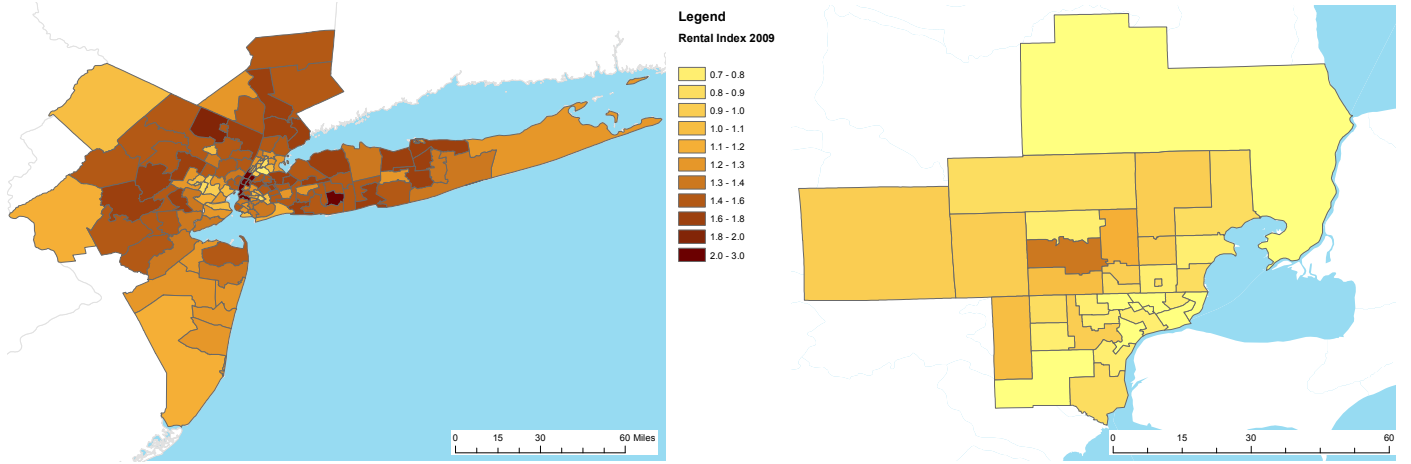 Legend
Rental Index 2009
0.7 - 0.8
0.8 - 0.9
0.9 - 1.0
1.0 - 1.1
1.1 - 1.2
1.2 - 1.3
1.3 - 1.4
1.4 - 1.6
1.6 - 1.8
1.8 - 2.0
2.0 - 3.0
0 15 30 60 Miles
0 15 30 60